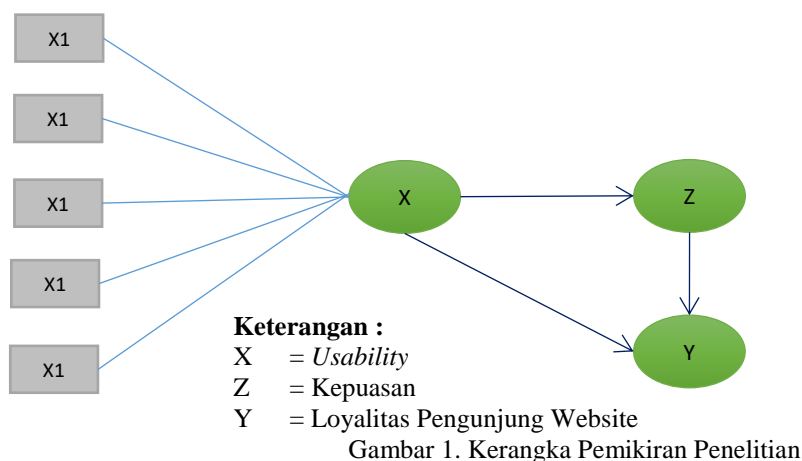 X1
X1
X1
X1
X1
X
Z
Y
Keterangan :
X = Usability
Z = Kepuasan
Y = Loyalitas Pengunjung Website
Gambar 1. Kerangka Pemikiran Penelitian